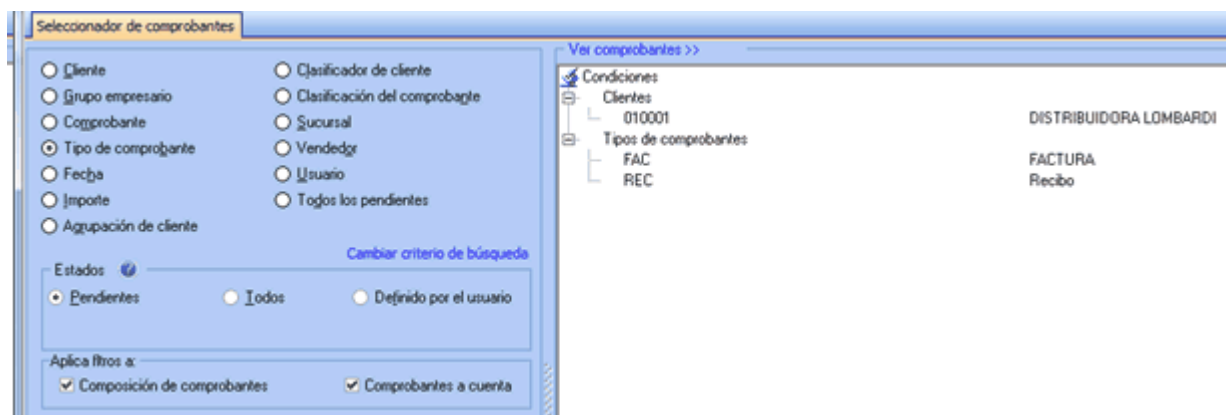 Seleccionador de comprobantes
Cliente
Clasificador de cliente
Grupo empresario
Clasificación del comprobante
Comprobante
Sucursal
Tipo de comprobante
Vendedor
Fecha
Usuario
Importe
Todos los pendientes
Agrupación de cliente
Cambiar criterio de búsqueda
Estados
Pendientes
Todos
Definido por el usuario
Aplica filtros a:
Composición de comprobantes
Comprobantes a cuenta
Ver comprobantes >>
Condiciones
Clientes
010001 DISTRIBUIDORA LOMBARDI
Tipos de comprobantes
FAC FACTURA
REC Recibo